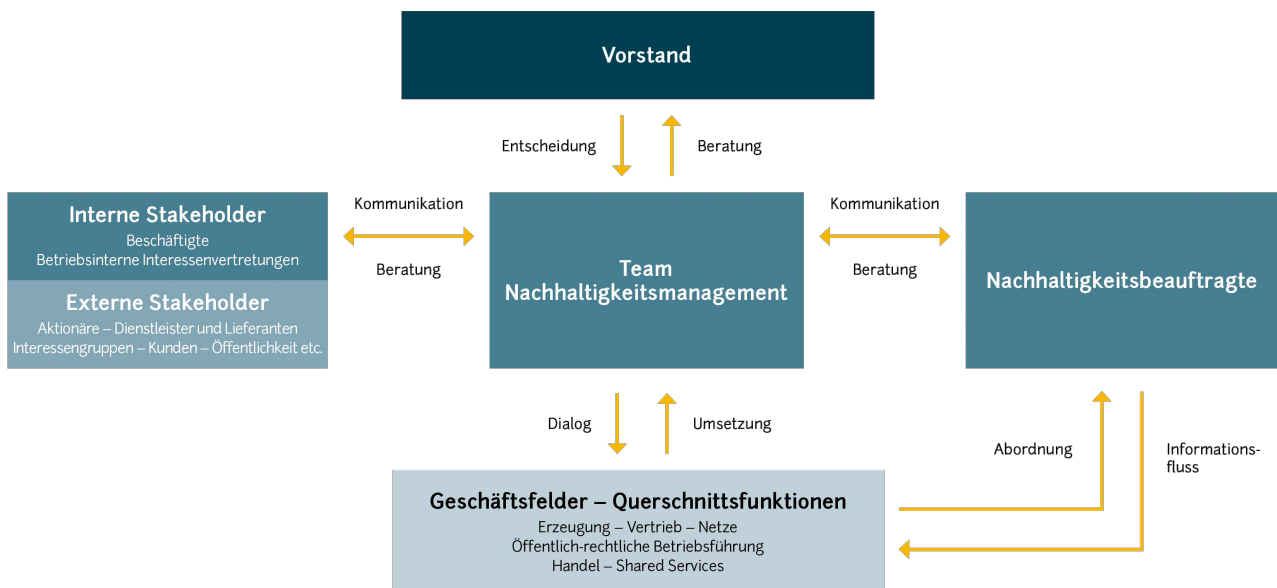 Vorstand
Entscheidung
Beratung
Interne Stakeholder
Beschäftigte
Betriebsinterne Interessenvertretungen
Externe Stakeholder
Aktionäre – Dienstleister und Lieferanten
Interessengruppen – Kunden – Öffentlichkeit etc.
Kommunikation
Beratung
Team
Nachhaltigkeitsmanagement
Kommunikation
Beratung
Nachhaltigkeitsbeauftragte
Dialog
Umsetzung
Abordnung
Informations-
fluss
Geschäftsfelder – Querschnittsfunktionen
Erzeugung – Vertrieb – Netze
Öffentlich-rechtliche Betriebsführung
Handel – Shared Services